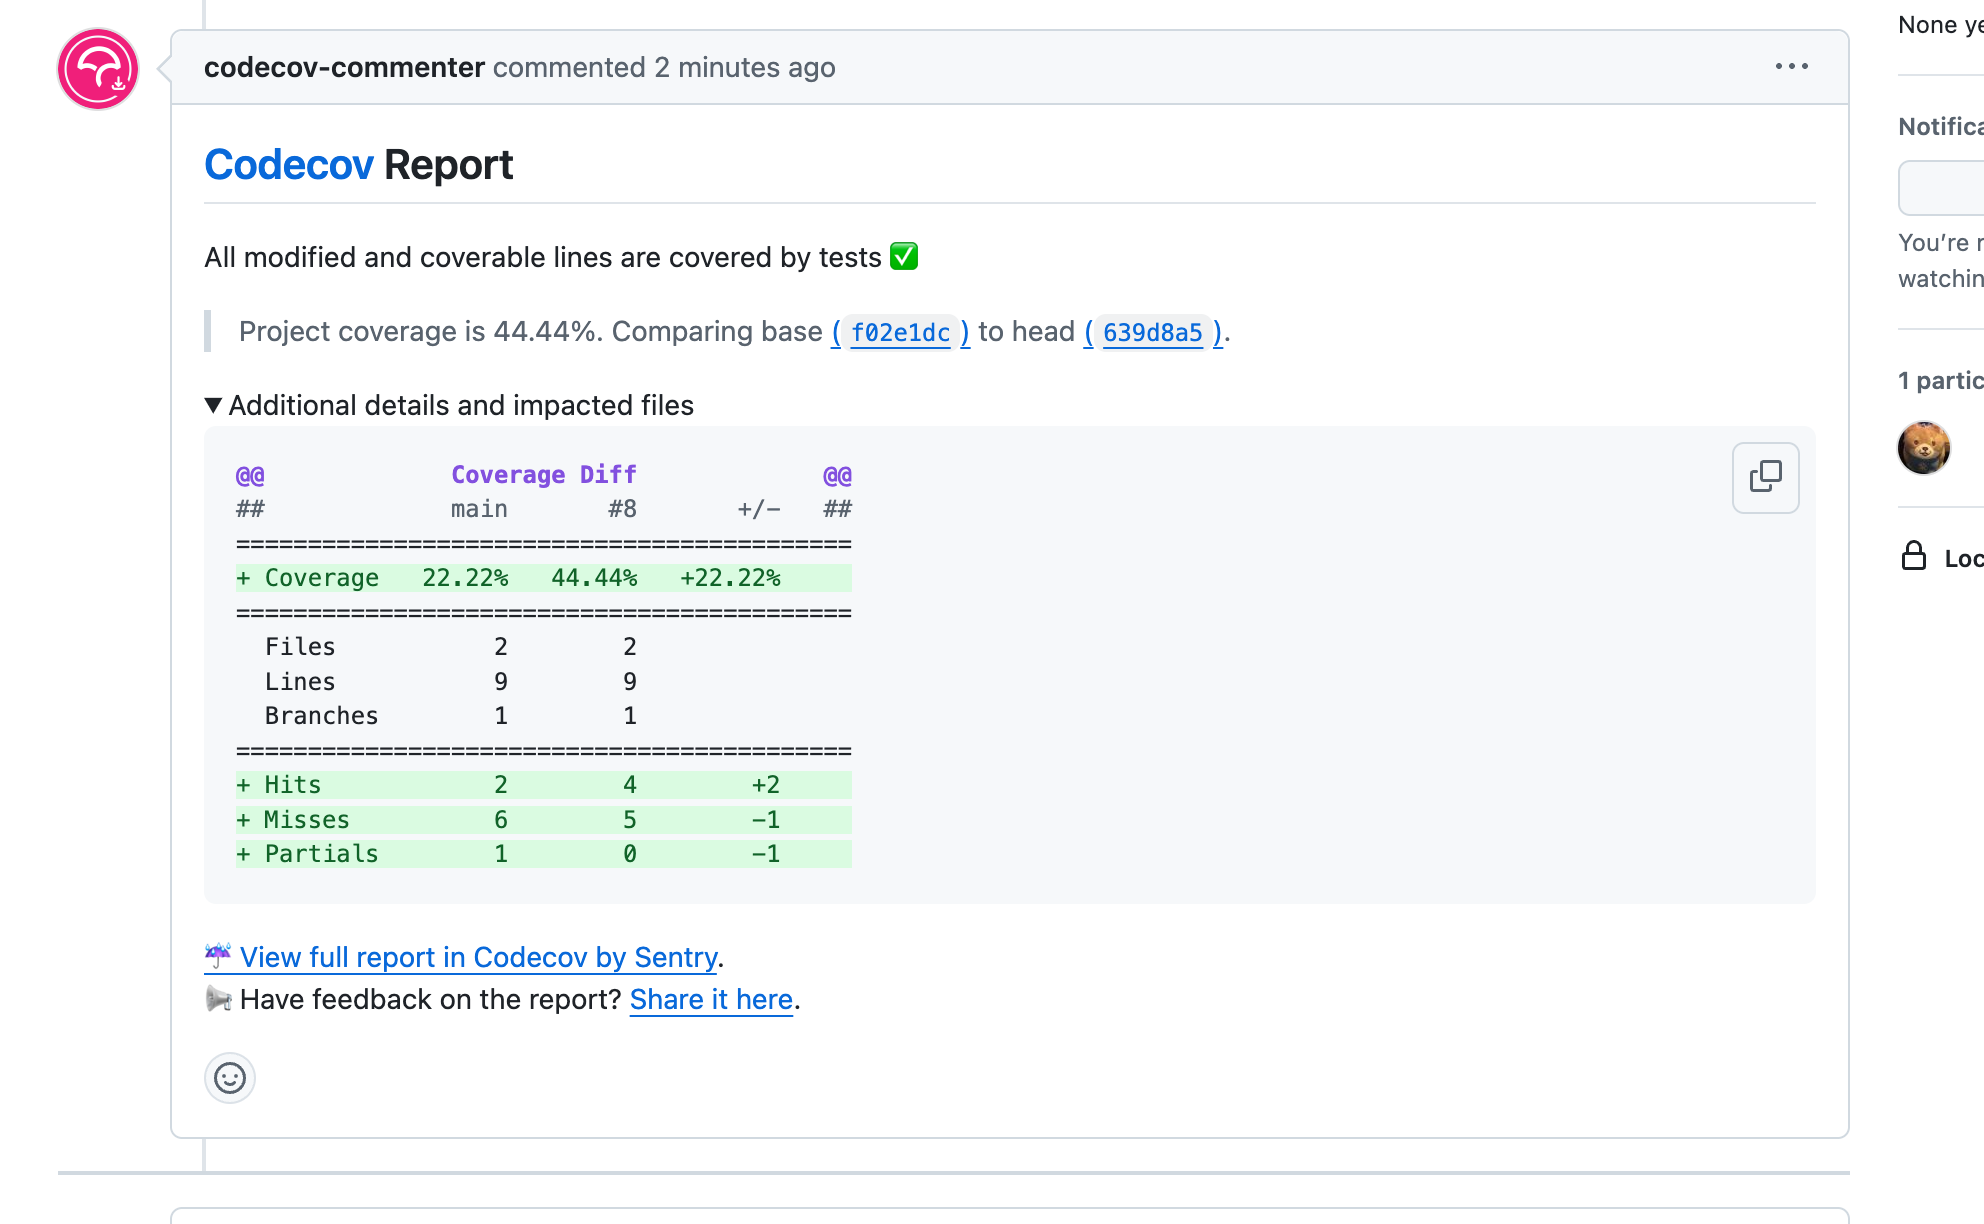 None ye
codecov-commenter commented 2 minutes ago
Notifica
Codecov Report
You’re r
All modified and coverable lines are covered by tests ✅
watchin
Project coverage is 44.44%. Comparing base (f02e1dc) to head (639d8a5).
1 partic
Additional details and impacted files
@@             Coverage Diff             @@
##             main       #8       +/-   ##
===========================================
+ Coverage   22.22%   44.44%   +22.22%
===========================================
  Files           2        2
  Lines           9        9
  Branches        1        1
===========================================
+ Hits            2        4        +2
+ Misses          6        5        -1
+ Partials        1        0        -1
Loc
☔ View full report in Codecov by Sentry.
📢 Have feedback on the report? Share it here.